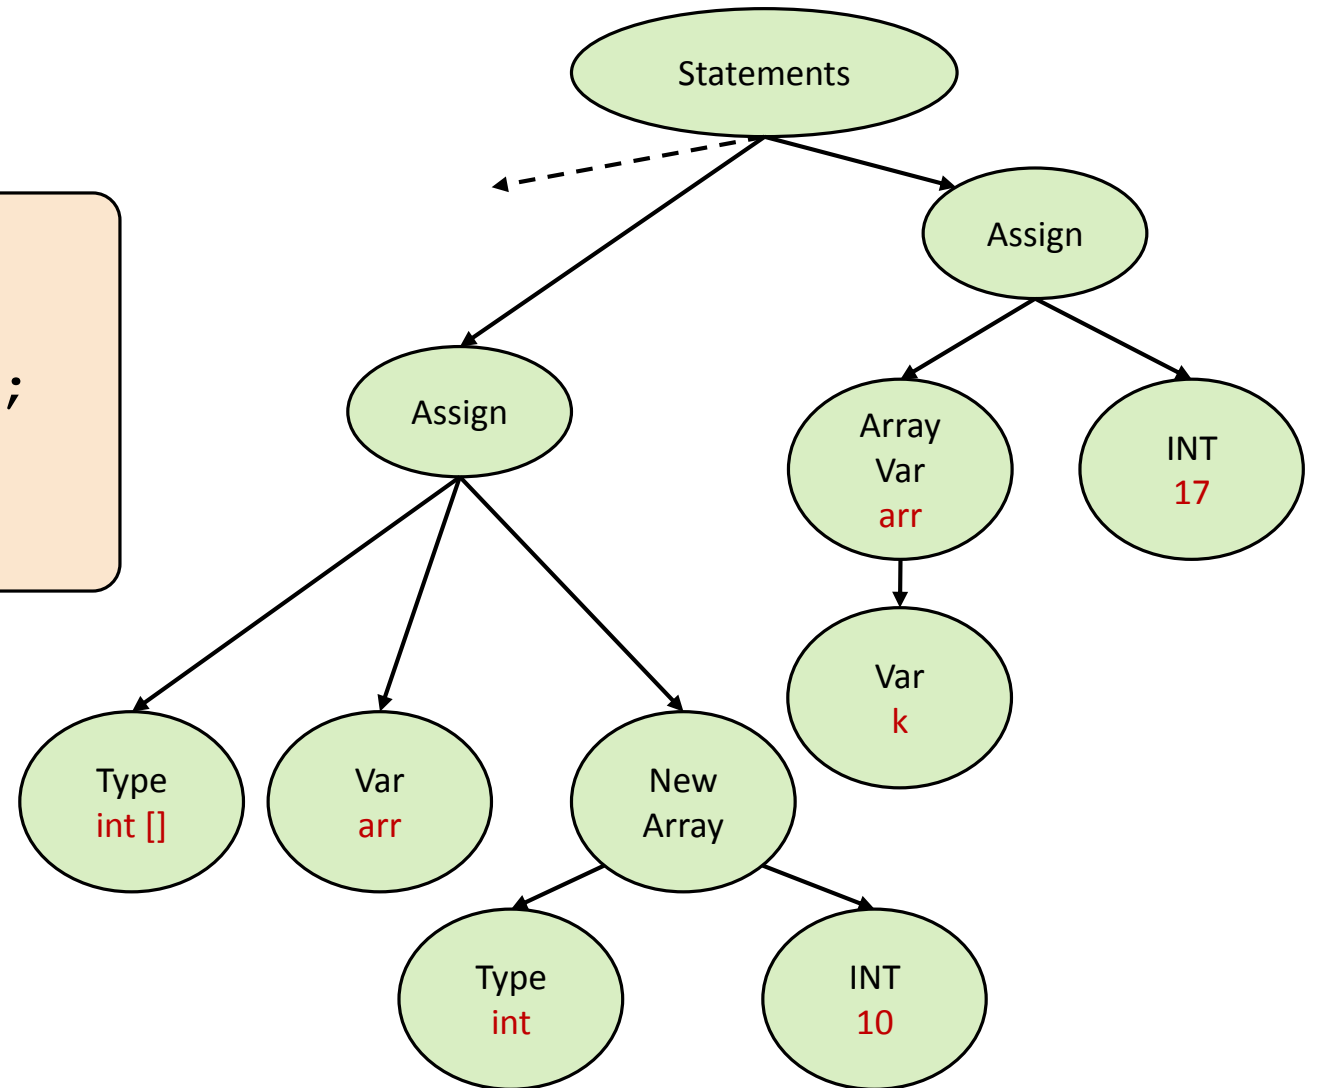 Statements
Assign
;
Assign
Array
Var
arr
INT
17
Var
k
Type
int []
Var
arr
New
Array
Type
int
INT
10